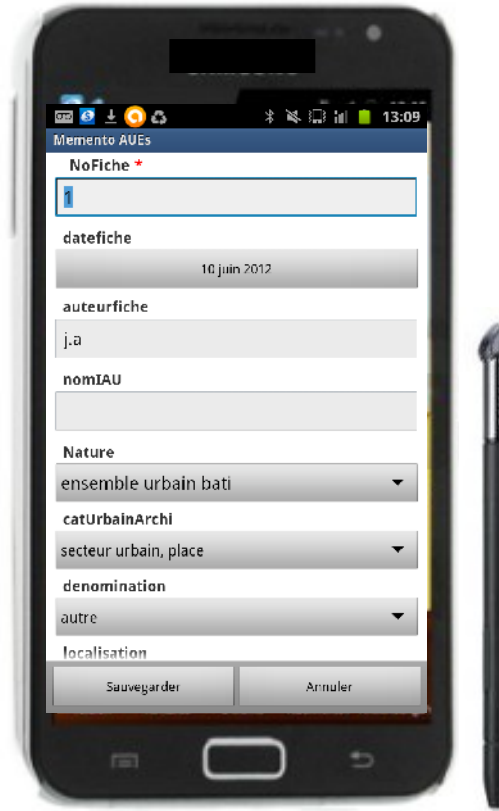 13:09
Memento AUEs
NoFiche *
1
datefiche
10 juin 2012
auteurfiche
j.a
nomIAU
Nature
ensemble urbain bati
catUrbainArchi
secteur urbain, place
denomination
autre
localisation
Sauvegarder
Annuler